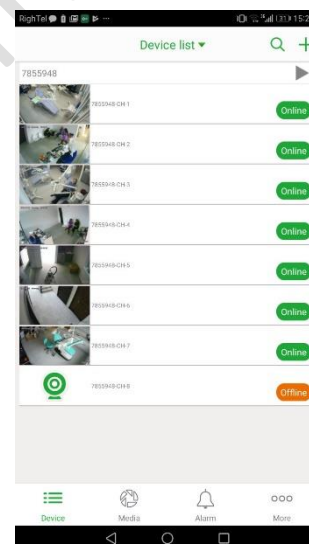 RighTel 15:2
Device list
7855948
7855948-CH-1
Online
7855948-CH-2
Online
7855948-CH-3
Online
7855948-CH-4
Online
7855948-CH-5
Online
7855948-CH-6
Online
7855948-CH-7
Online
7855948-CH-8
Offline
Device Media Alarm More